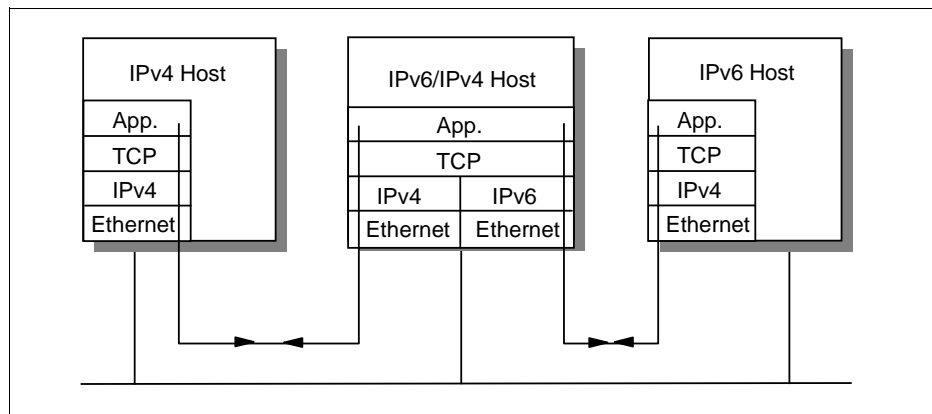 IPv4 Host
App.
TCP
IPv4
Ethernet
IPv6/IPv4 Host
App.
TCP
IPv4 IPv6
Ethernet Ethernet
IPv6 Host
App.
TCP
IPv4
Ethernet